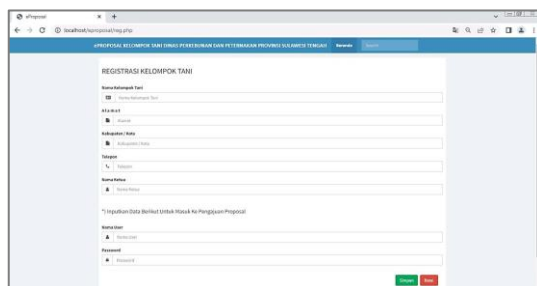 eProposal
localhost/eproposal/reg.php
ePROPOSAL KELOMPOK TANI DINAS PERKEBUNAN DAN PETERNAKAN PROVINSI SULAWESI TENGAH Beranda Search
REGISTRASI KELOMPOK TANI
Nama Kelompok Tani
Nama Kelompok Tani
Alamat
Alamat
Kabupaten / Kota
Kabupaten / Kota
Telepon
Telepon
Nama Ketua
Nama Ketua
*) Inputkan Data Berikut Untuk Masuk Ke Pengajuan Proposal
Nama User
Nama User
Password
Password
Simpan